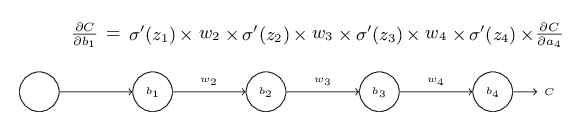 ∂C/∂b₁ = σ′(z₁) × w₂ × σ′(z₂) × w₃ × σ′(z₃) × w₄ × σ′(z₄) × ∂C/∂a₄
w₂ w₃ w₄
b₁ b₂ b₃ b₄ C